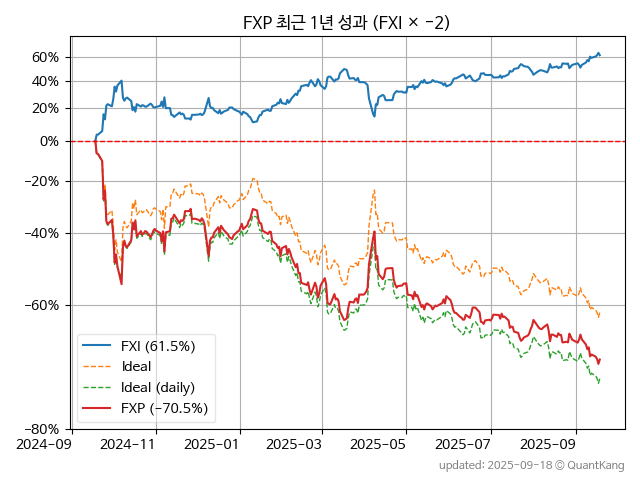 FXP 최근 1년 성과 (FXI × −2)
60%
40%
20%
0%
−20%
−40%
−60%
−80%
FXI (61.5%)
Ideal
Ideal (daily)
FXP (−70.5%)
2024-09 2024-11 2025-01 2025-03 2025-05 2025-07 2025-09
updated: 2025-09-18 © QuantKang